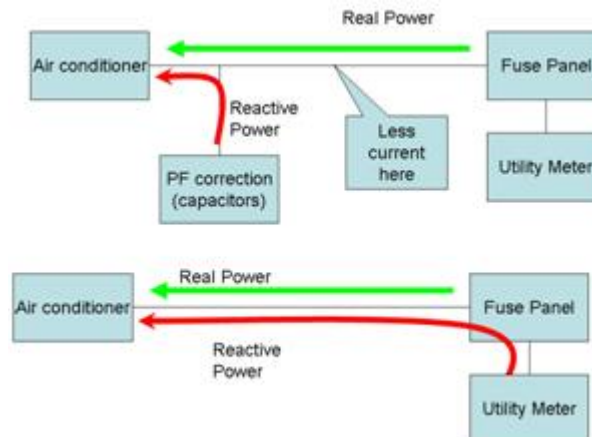 Real Power
Air conditioner
Fuse Panel
Reactive
Power
Less
current
here
PF correction
(capacitors)
Utility Meter
Real Power
Air conditioner
Fuse Panel
Reactive
Power
Utility Meter